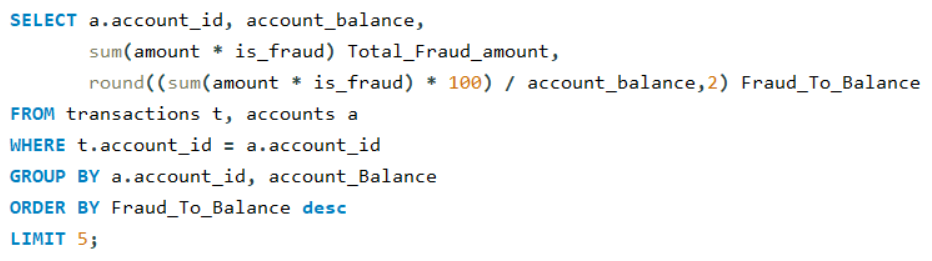 SELECT a.account_id, account_balance,
sum(amount * is_fraud) Total_Fraud_amount,
round((sum(amount * is_fraud) * 100) / account_balance,2) Fraud_To_Balance
FROM transactions t, accounts a
WHERE t.account_id = a.account_id
GROUP BY a.account_id, account_Balance
ORDER BY Fraud_To_Balance desc
LIMIT 5;